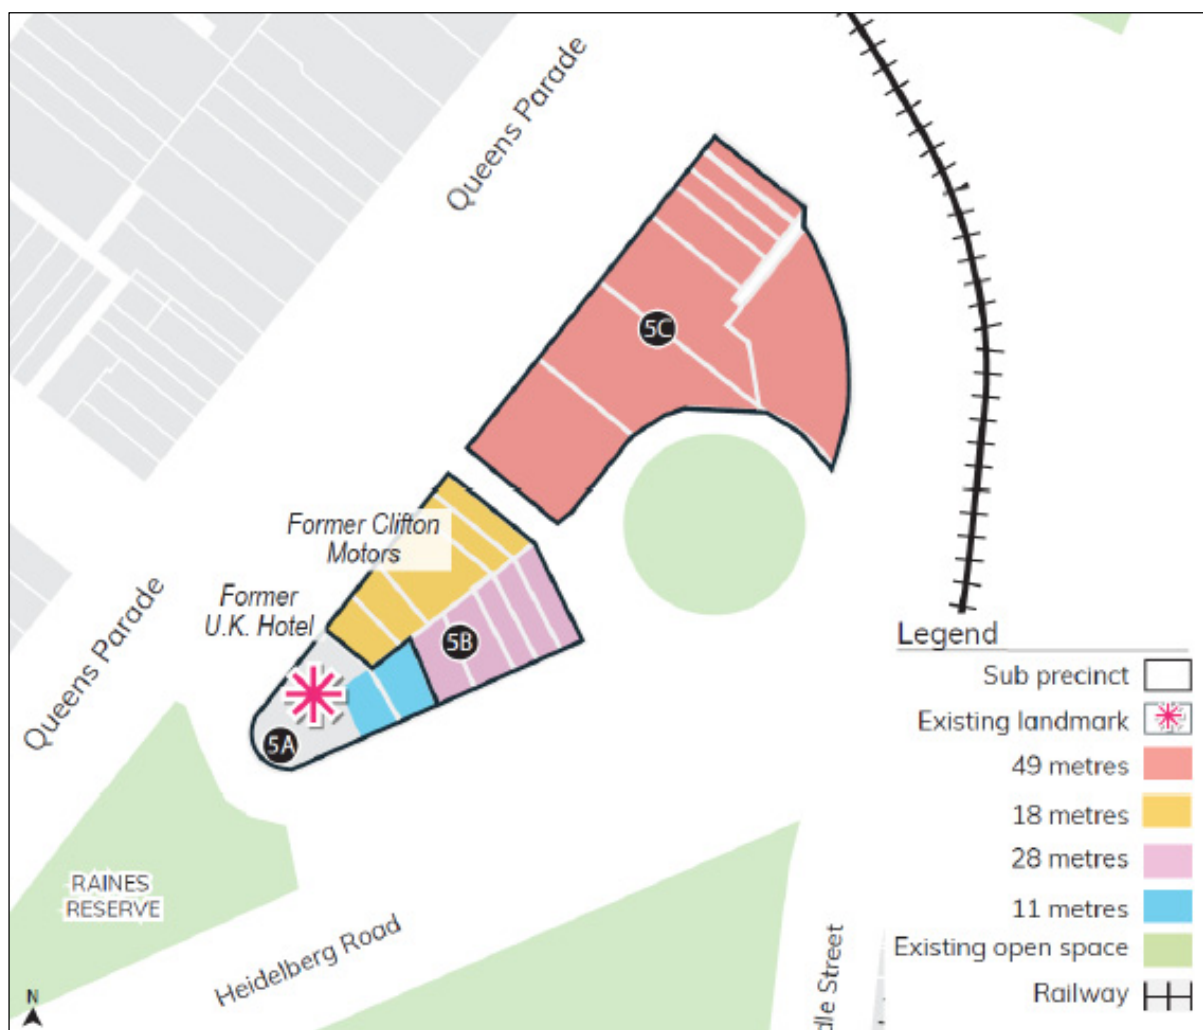 Queens Parade
5C
Former Clifton
Motors
Former
U.K. Hotel
5B
Queens Parade
5A
Legend
Sub precinct
Existing landmark
49 metres
18 metres
28 metres
11 metres
Existing open space
Railway
RAINES
RESERVE
Heidelberg Road
dle Street
N